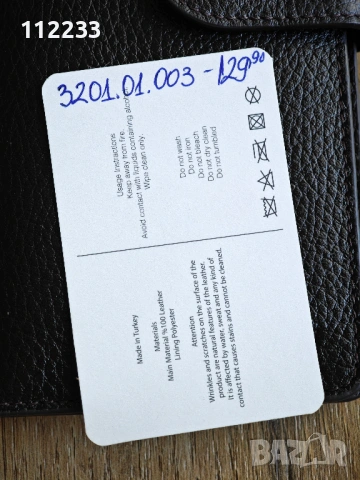 112233
3201.01.003 - 129,90
Usage Instructions
Keep away from fire.
Avoid contact with liquids containing alcohol
Wipe clean only.
Do not wash
Do not iron
Do not bleach
Do not dry clean
Do not tumbled
Made in Turkey
Materials
Main Material %100 Leather
Lining Polyester
Attention
Wrinkles and scratches on the surface of the
product are natural features of the leather.
It is affected by water, sweat and any kind of
contact that causes stains and cannot be cleaned.
BAZAR